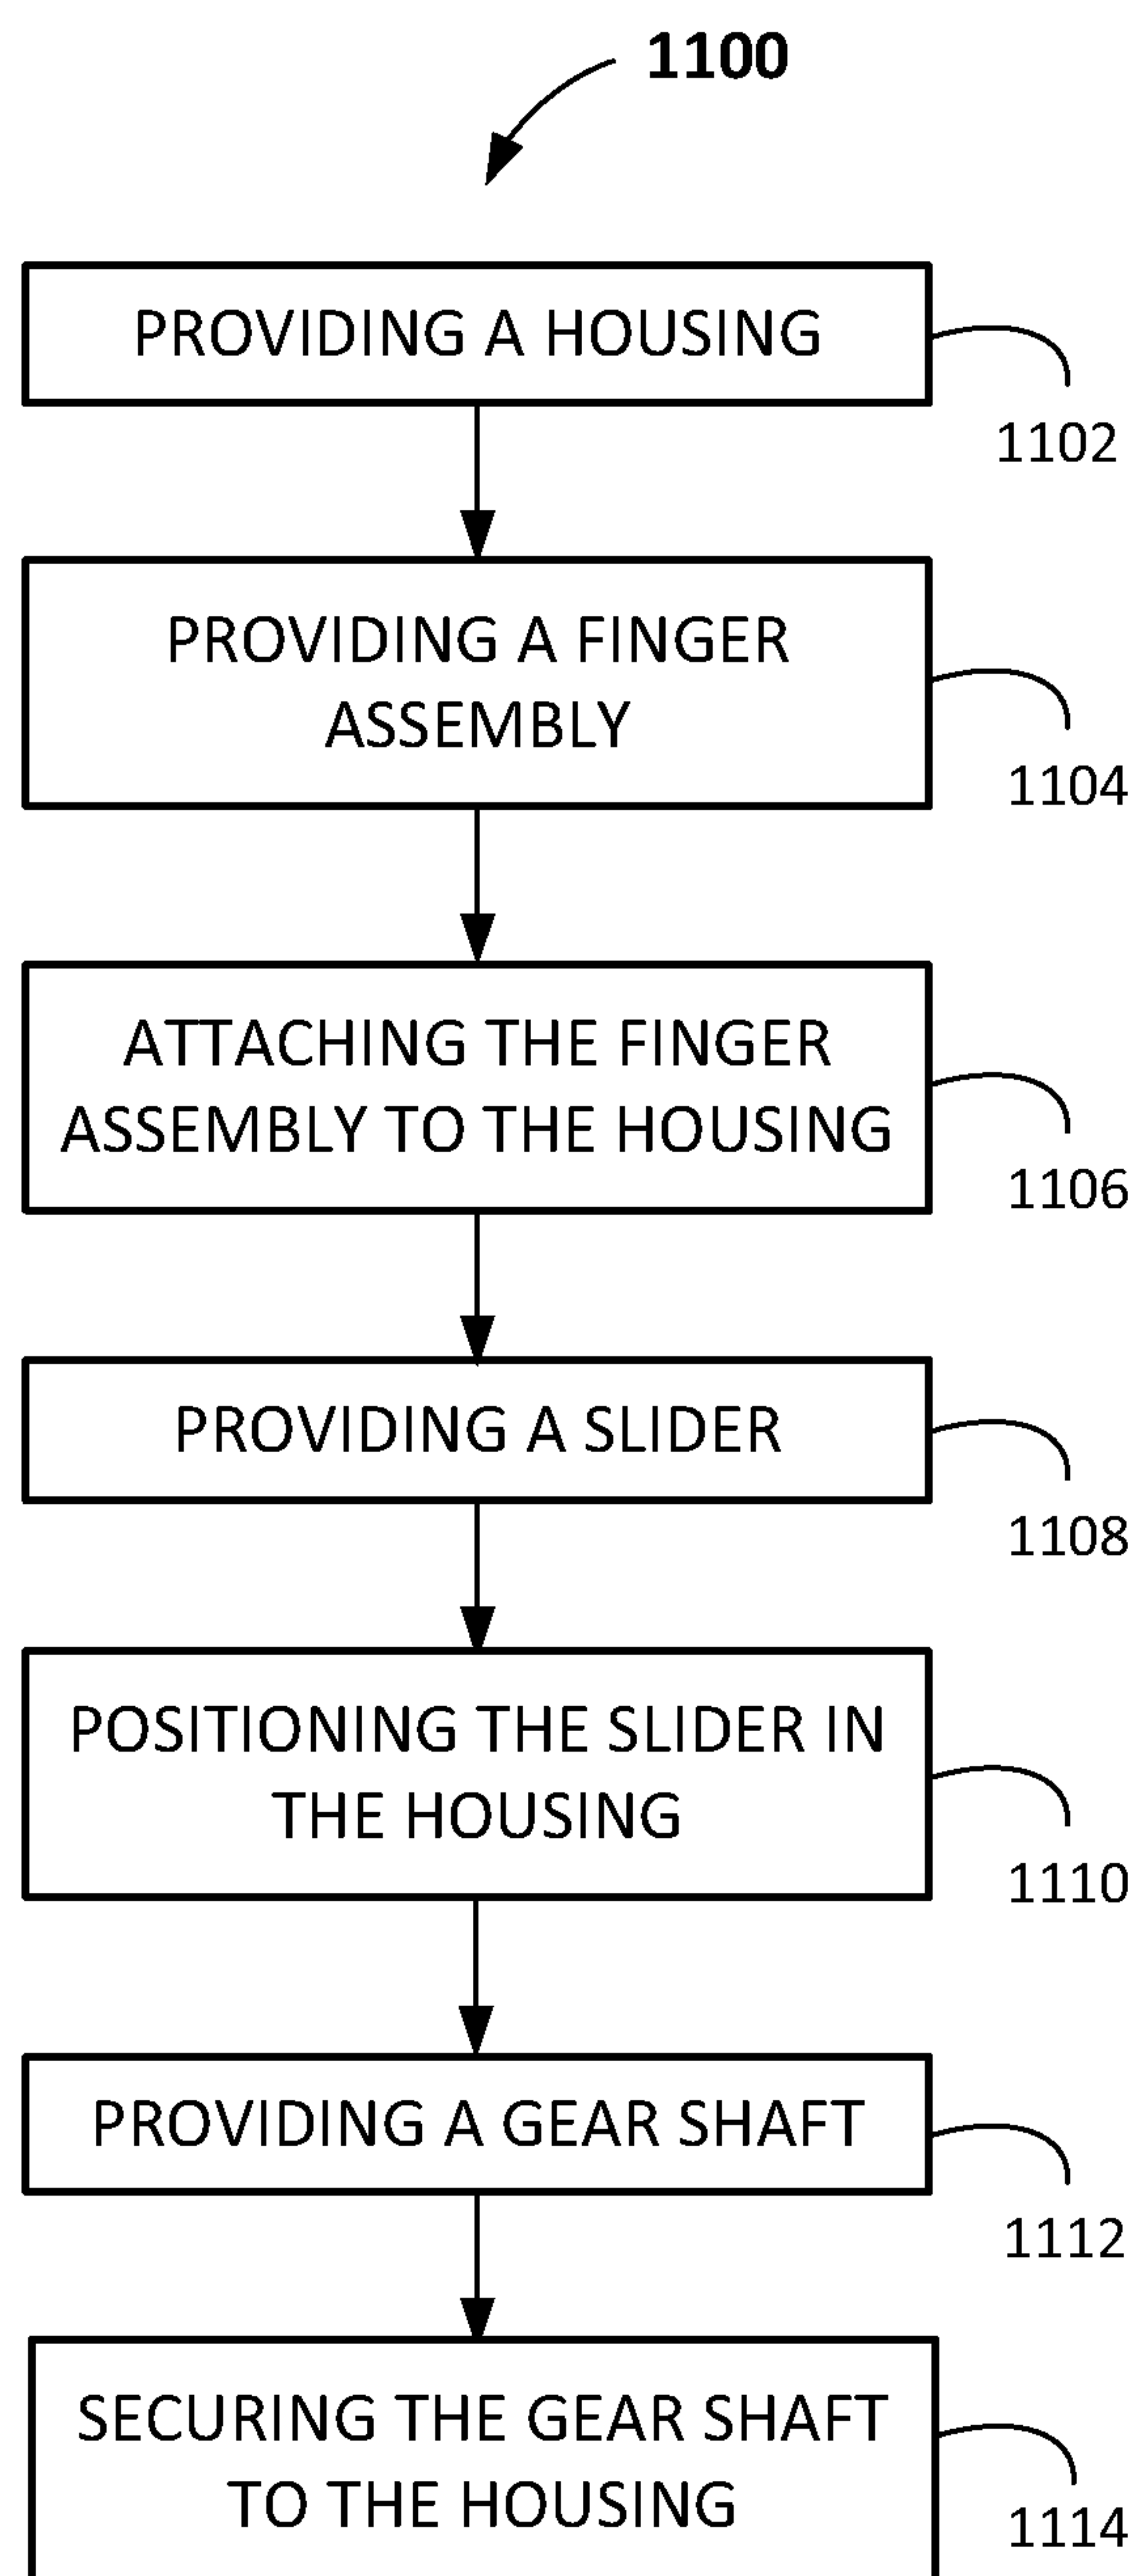 1100
PROVIDING A HOUSING
1102
PROVIDING A FINGER
ASSEMBLY
1104
ATTACHING THE FINGER
ASSEMBLY TO THE HOUSING
1106
PROVIDING A SLIDER
1108
POSITIONING THE SLIDER IN
THE HOUSING
1110
PROVIDING A GEAR SHAFT
1112
SECURING THE GEAR SHAFT
TO THE HOUSING
1114